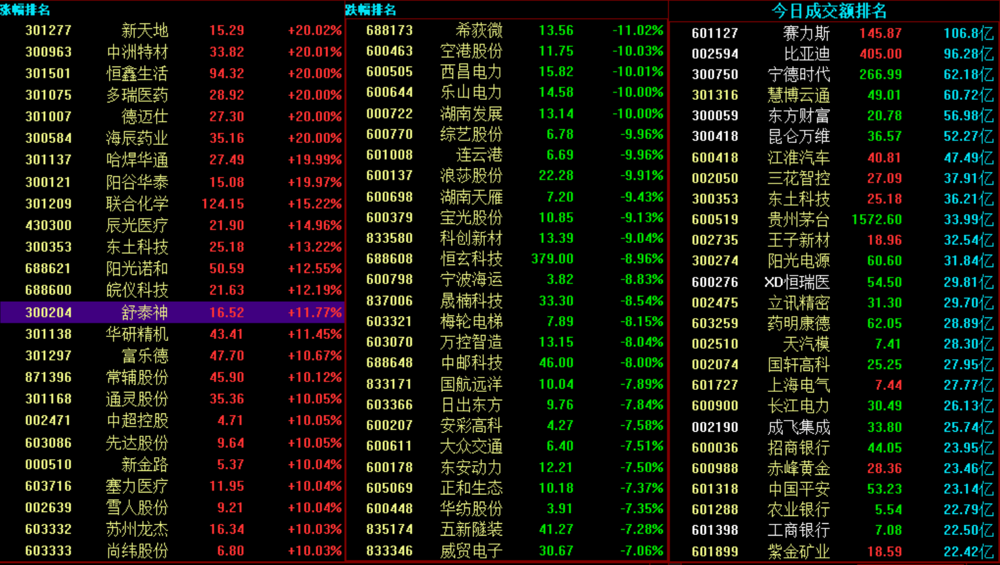 涨幅排名
301277 新天地 15.29 +20.02%
300963 中洲特材 33.82 +20.01%
301501 恒鑫生活 94.32 +20.00%
301075 多瑞医药 28.92 +20.00%
301007 德迈仕 27.30 +20.00%
300584 海辰药业 35.16 +20.00%
301137 哈焊华通 27.49 +19.99%
300121 阳谷华泰 15.08 +19.97%
301209 联合化学 124.15 +15.22%
430300 辰光医疗 21.90 +14.96%
300353 东土科技 25.18 +13.22%
688621 阳光诺和 50.59 +12.55%
688600 皖仪科技 21.63 +12.19%
300204 舒泰神 16.52 +11.77%
301138 华研精机 43.41 +11.45%
301297 富乐德 47.70 +10.67%
871396 常辅股份 45.90 +10.12%
301168 通灵股份 35.36 +10.05%
002471 中超控股 4.71 +10.05%
603086 先达股份 9.64 +10.05%
000510 新金路 5.37 +10.04%
603716 塞力医疗 11.95 +10.04%
002639 雪人股份 9.21 +10.04%
603332 苏州龙杰 16.34 +10.03%
603333 尚纬股份 6.80 +10.03%
跌幅排名
688173 希荻微 13.56 -11.02%
600463 空港股份 11.75 -10.03%
600505 西昌电力 15.82 -10.01%
600644 乐山电力 14.58 -10.00%
000722 湖南发展 13.14 -10.00%
600770 综艺股份 6.78 -9.96%
601008 连云港 6.69 -9.96%
600137 浪莎股份 22.28 -9.91%
600698 湖南天雁 7.20 -9.43%
600379 宝光股份 10.85 -9.13%
833580 科创新材 13.39 -9.04%
688608 恒玄科技 379.00 -8.96%
600798 宁波海运 3.82 -8.83%
837006 晟楠科技 33.30 -8.54%
603321 梅轮电梯 7.89 -8.15%
603070 万控智造 13.15 -8.04%
688648 中邮科技 46.00 -8.00%
833171 国航远洋 10.04 -7.89%
603366 日出东方 9.76 -7.84%
600207 安彩高科 4.27 -7.58%
600611 大众交通 6.40 -7.51%
600178 东安动力 12.21 -7.50%
605069 正和生态 10.18 -7.37%
600448 华纺股份 3.91 -7.35%
835174 五新隧装 41.27 -7.28%
833346 威贸电子 30.67 -7.06%
今日成交额排名
601127 赛力斯 145.87 106.8亿
002594 比亚迪 405.00 96.28亿
300750 宁德时代 266.99 62.18亿
301316 慧博云通 49.01 60.72亿
300059 东方财富 20.78 56.98亿
300418 昆仑万维 36.57 52.27亿
600418 江淮汽车 40.81 47.49亿
002050 三花智控 27.09 37.91亿
300353 东土科技 25.18 36.21亿
600519 贵州茅台 1572.60 33.99亿
002735 王子新材 18.96 32.54亿
300274 阳光电源 60.60 31.84亿
600276 XD恒瑞医 54.50 29.81亿
002475 立讯精密 31.30 29.70亿
603259 药明康德 62.05 28.89亿
002510 天汽模 7.41 28.30亿
002074 国轩高科 25.25 27.95亿
601727 上海电气 7.44 27.77亿
600900 长江电力 30.49 26.13亿
002190 成飞集成 33.80 25.74亿
600036 招商银行 44.05 23.95亿
600988 赤峰黄金 28.36 23.46亿
601318 中国平安 53.23 23.14亿
601288 农业银行 5.54 22.79亿
601398 工商银行 7.08 22.50亿
601899 紫金矿业 18.59 22.42亿